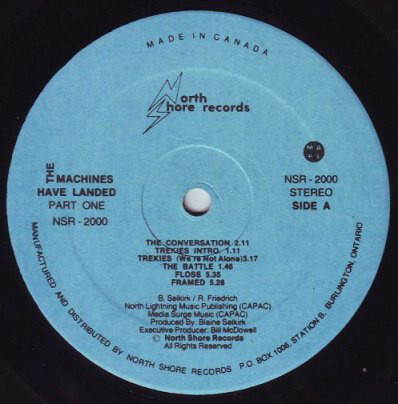 MADE IN CANADA
North
Shore records
THE MACHINES
HAVE LANDED
PART ONE
NSR - 2000
MA
PL
NSR - 2000
STEREO
SIDE A
THE CONVERSATION 2.11
TREKIES INTRO. 1.11
TREKIES (We're Not Alone)3.17
THE BATTLE 1.46
FLOSS 5.35
FRAMED 5.28
B. Selkirk / R. Friedrich
North Lightning Music Publishing (CAPAC)
Media Surge Music (CAPAC)
Produced By: Blaine Selkirk
Executive Producer: Bill McDowell
© North Shore Records
All Rights Reserved
MANUFACTURED AND DISTRIBUTED BY NORTH SHORE RECORDS P.O. BOX 1006, STATION B. BURLINGTON, ONTARIO